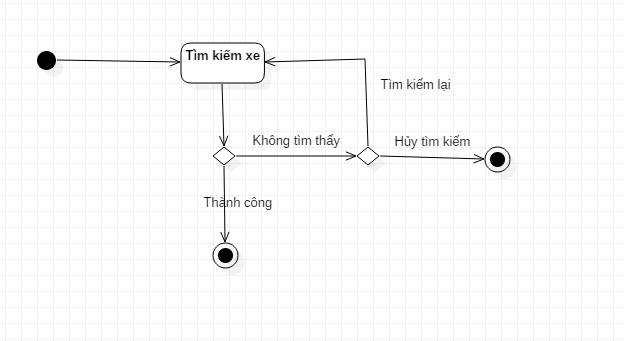 Tìm kiếm xe
Tìm kiếm lại
Không tìm thấy
Hủy tìm kiếm
Thành công